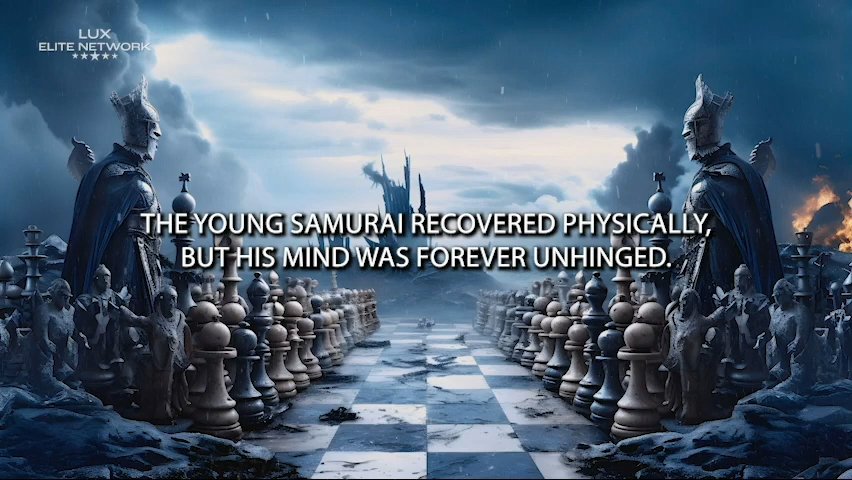 LUX
ELITE NETWORK
THE YOUNG SAMURAI RECOVERED PHYSICALLY,
BUT HIS MIND WAS FOREVER UNHINGED.